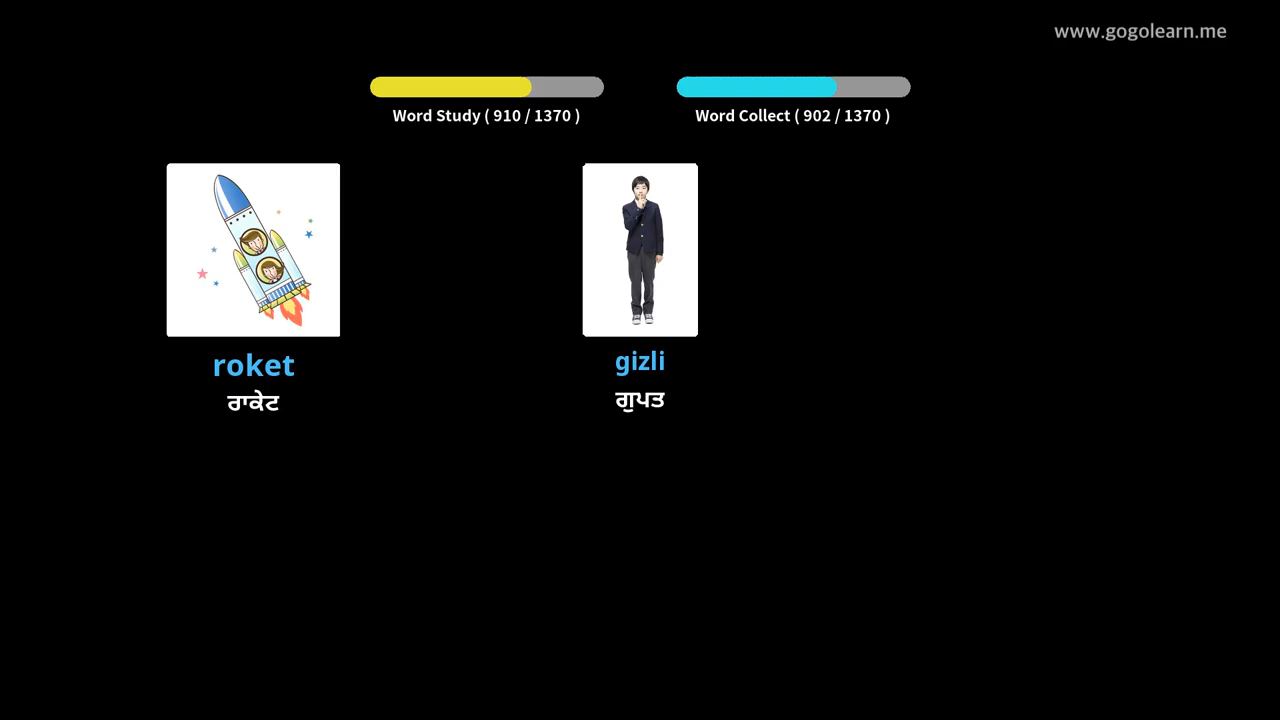 www.gogolearn.me
Word Study ( 910 / 1370 )
Word Collect ( 902 / 1370 )
roket
ਰਾਕੇਟ
gizli
ਗੁਪਤ